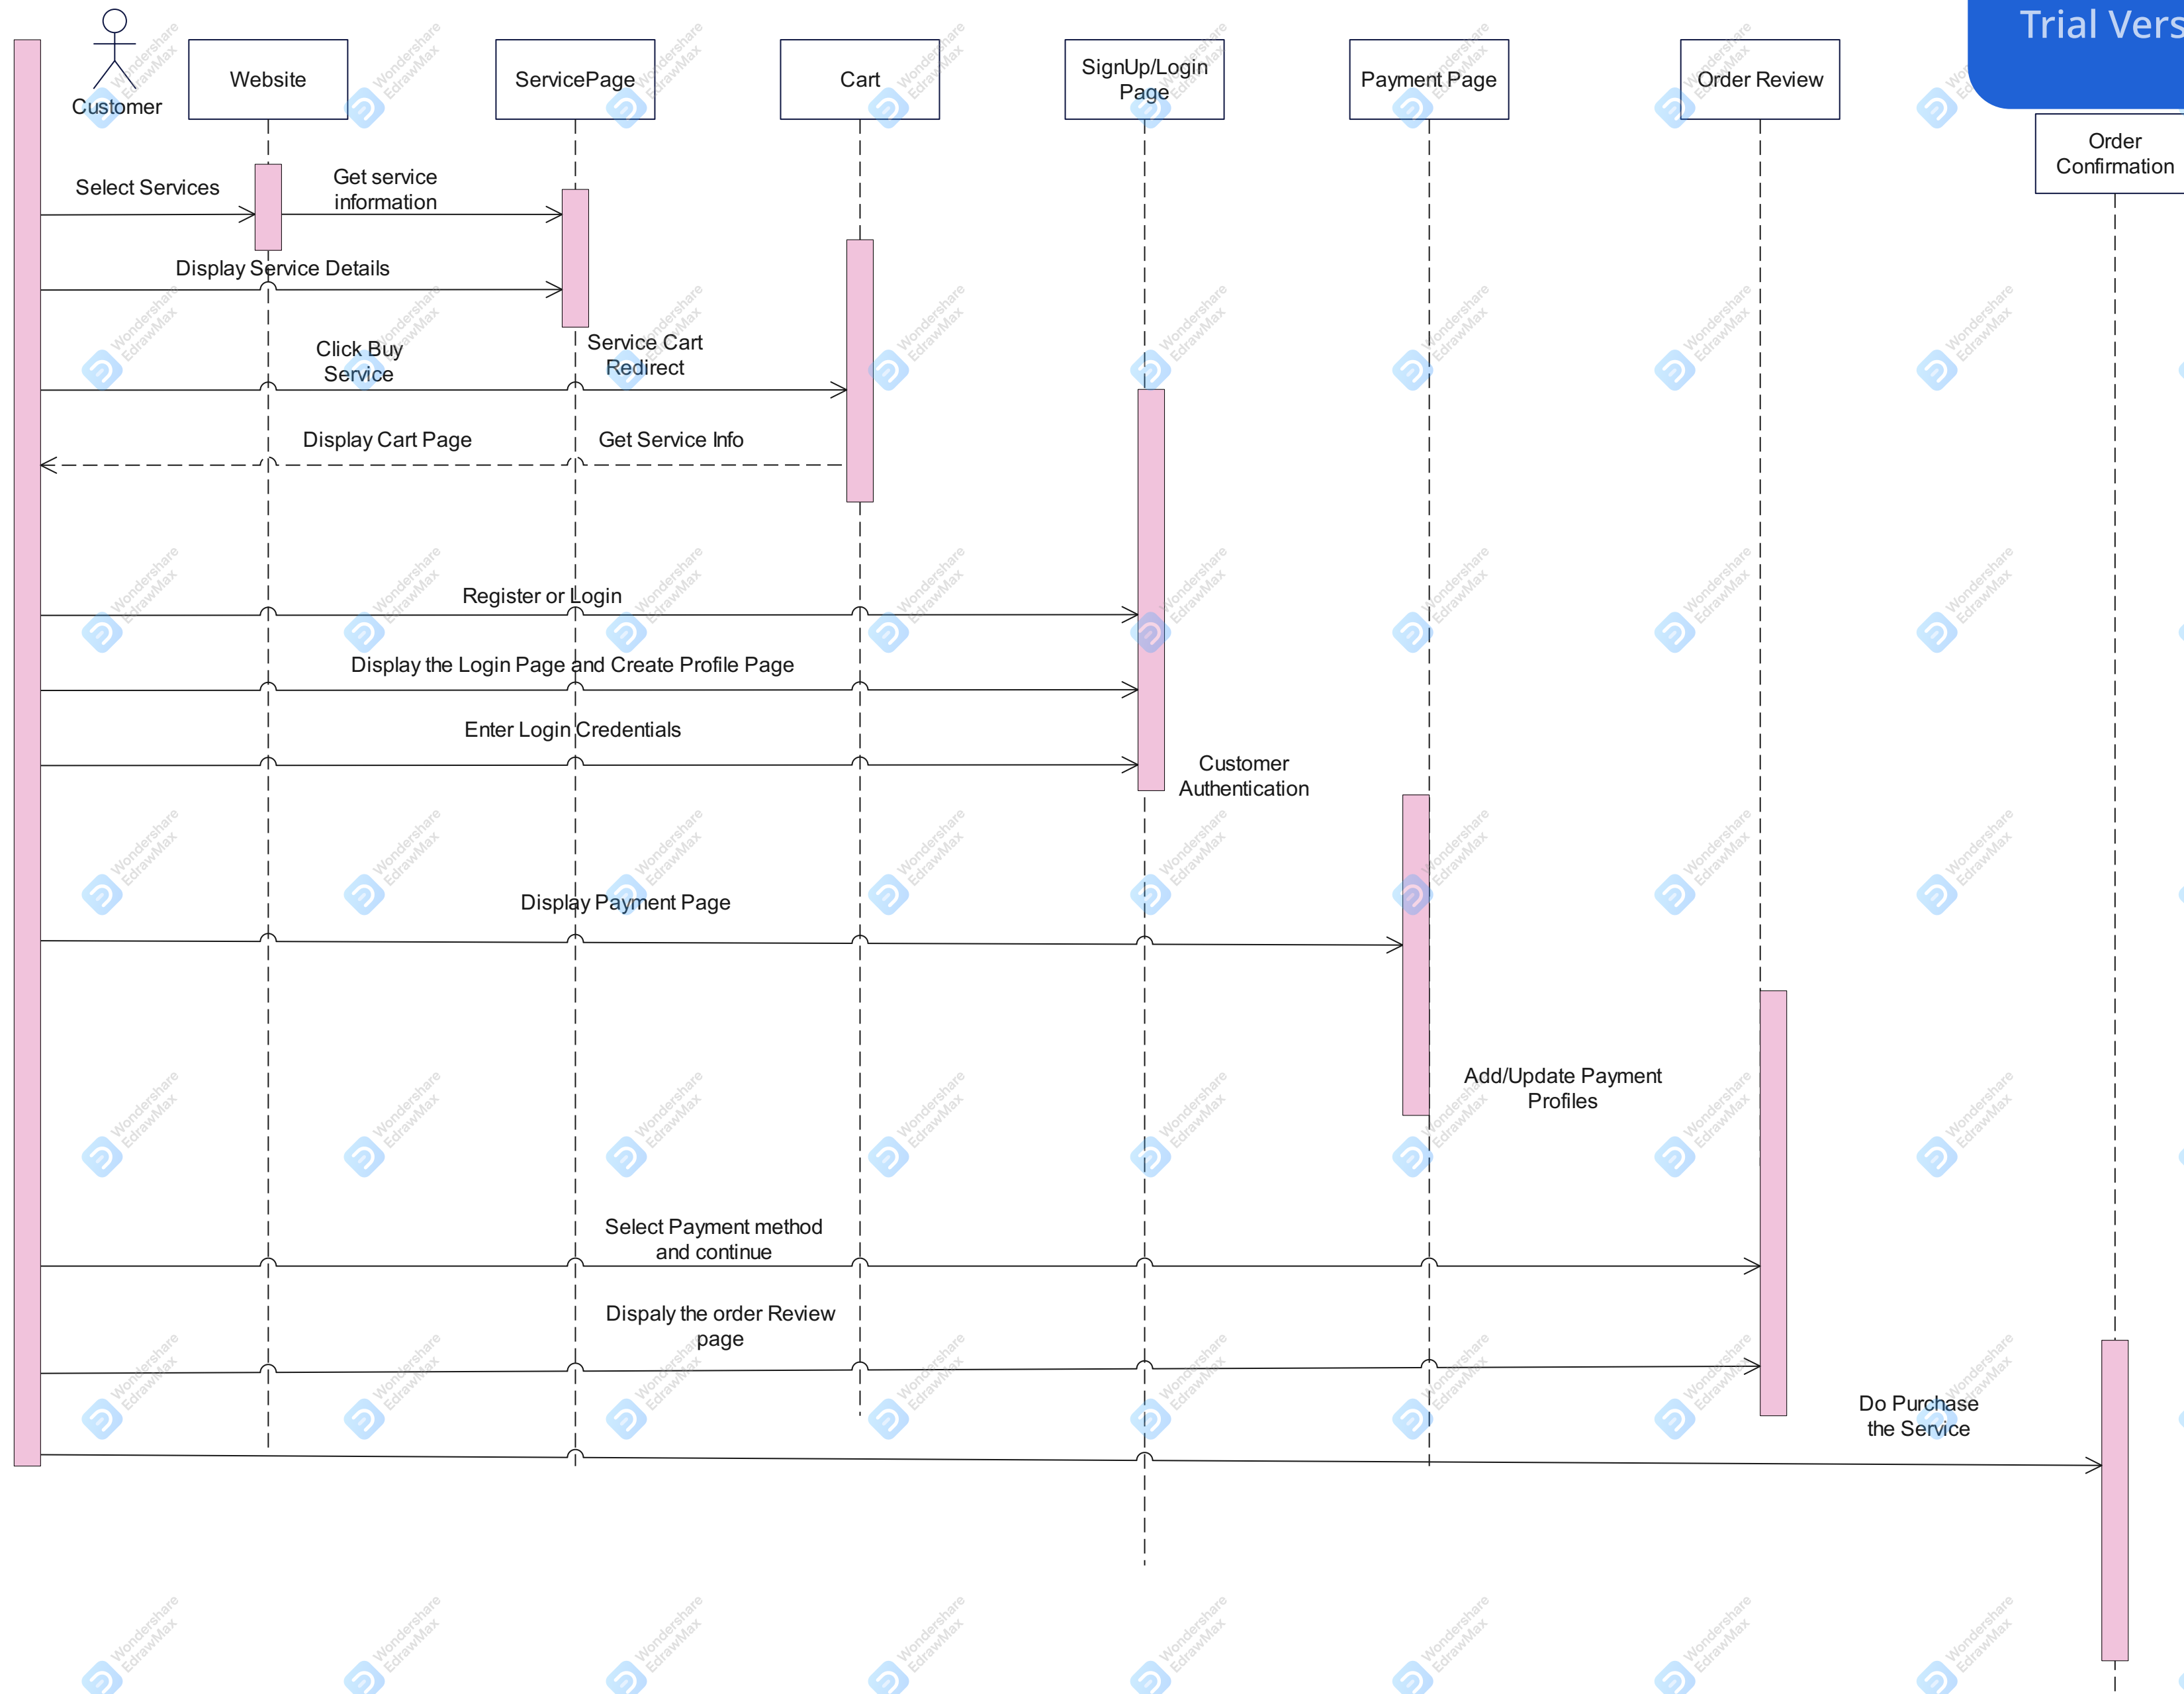 Trial Vers
Customer
Website
ServicePage
Cart
SignUp/Login
Page
Payment Page
Order Review
Order
Confirmation
Select Services
Get service
information
Display Service Details
Click Buy
Service
Service Cart
Redirect
Display Cart Page
Get Service Info
Register or Login
Display the Login Page and Create Profile Page
Enter Login Credentials
Customer
Authentication
Display Payment Page
Add/Update Payment
Profiles
Select Payment method
and continue
Dispaly the order Review
page
Do Purchase
the Service
Wondershare
EdrawMax